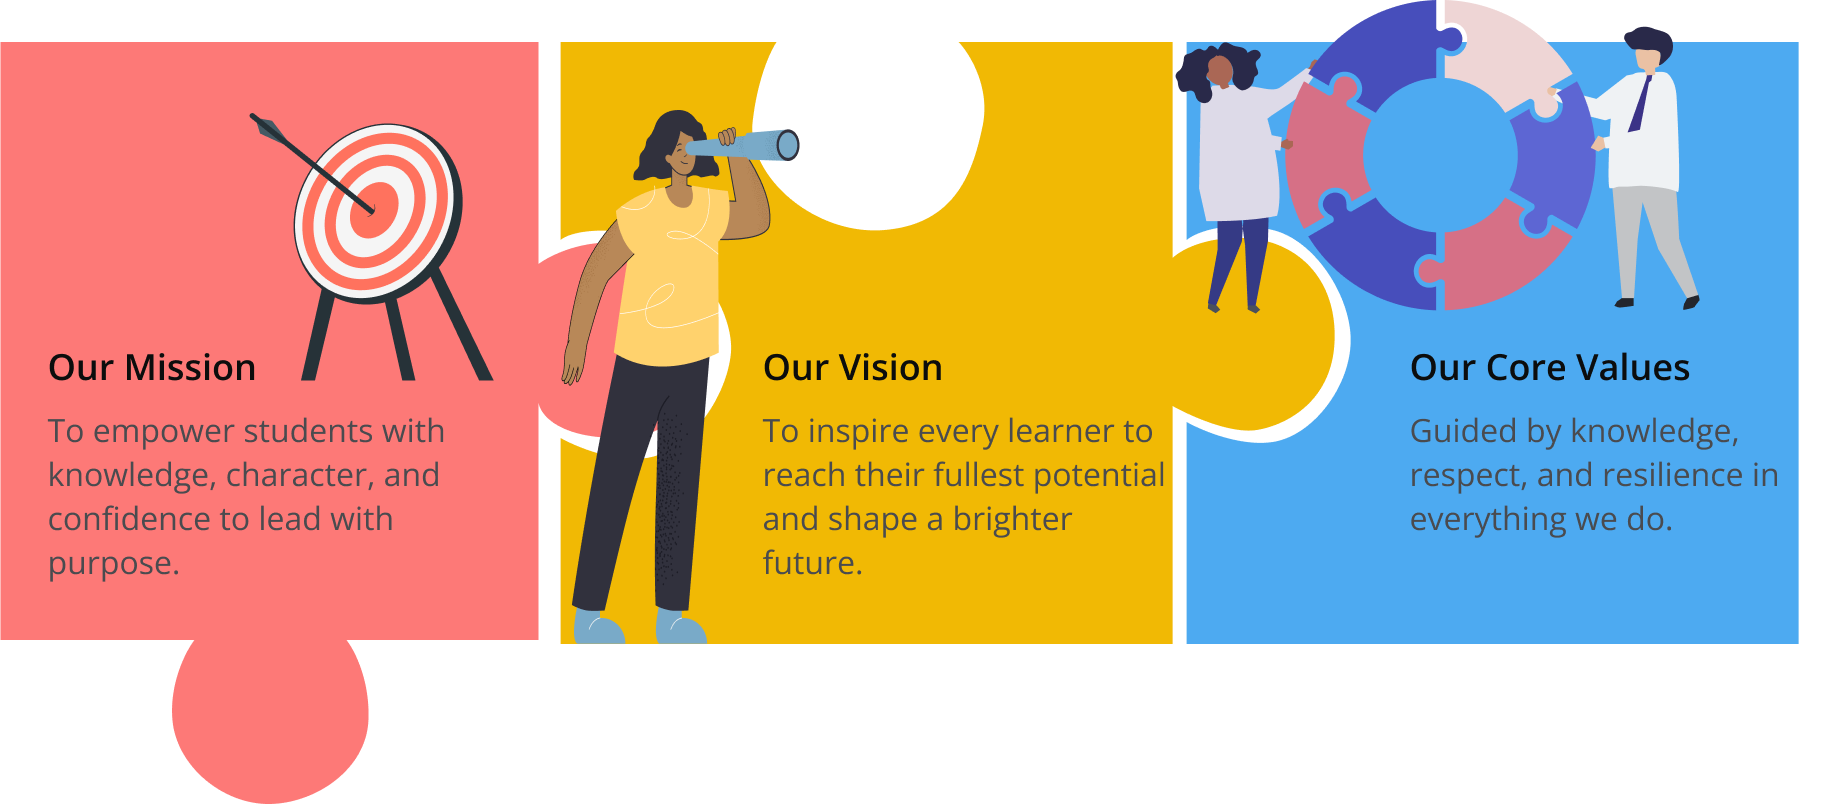 Our Mission
To empower students with
knowledge, character, and
confidence to lead with
purpose.
Our Vision
To inspire every learner to
reach their fullest potential
and shape a brighter
future.
Our Core Values
Guided by knowledge,
respect, and resilience in
everything we do.